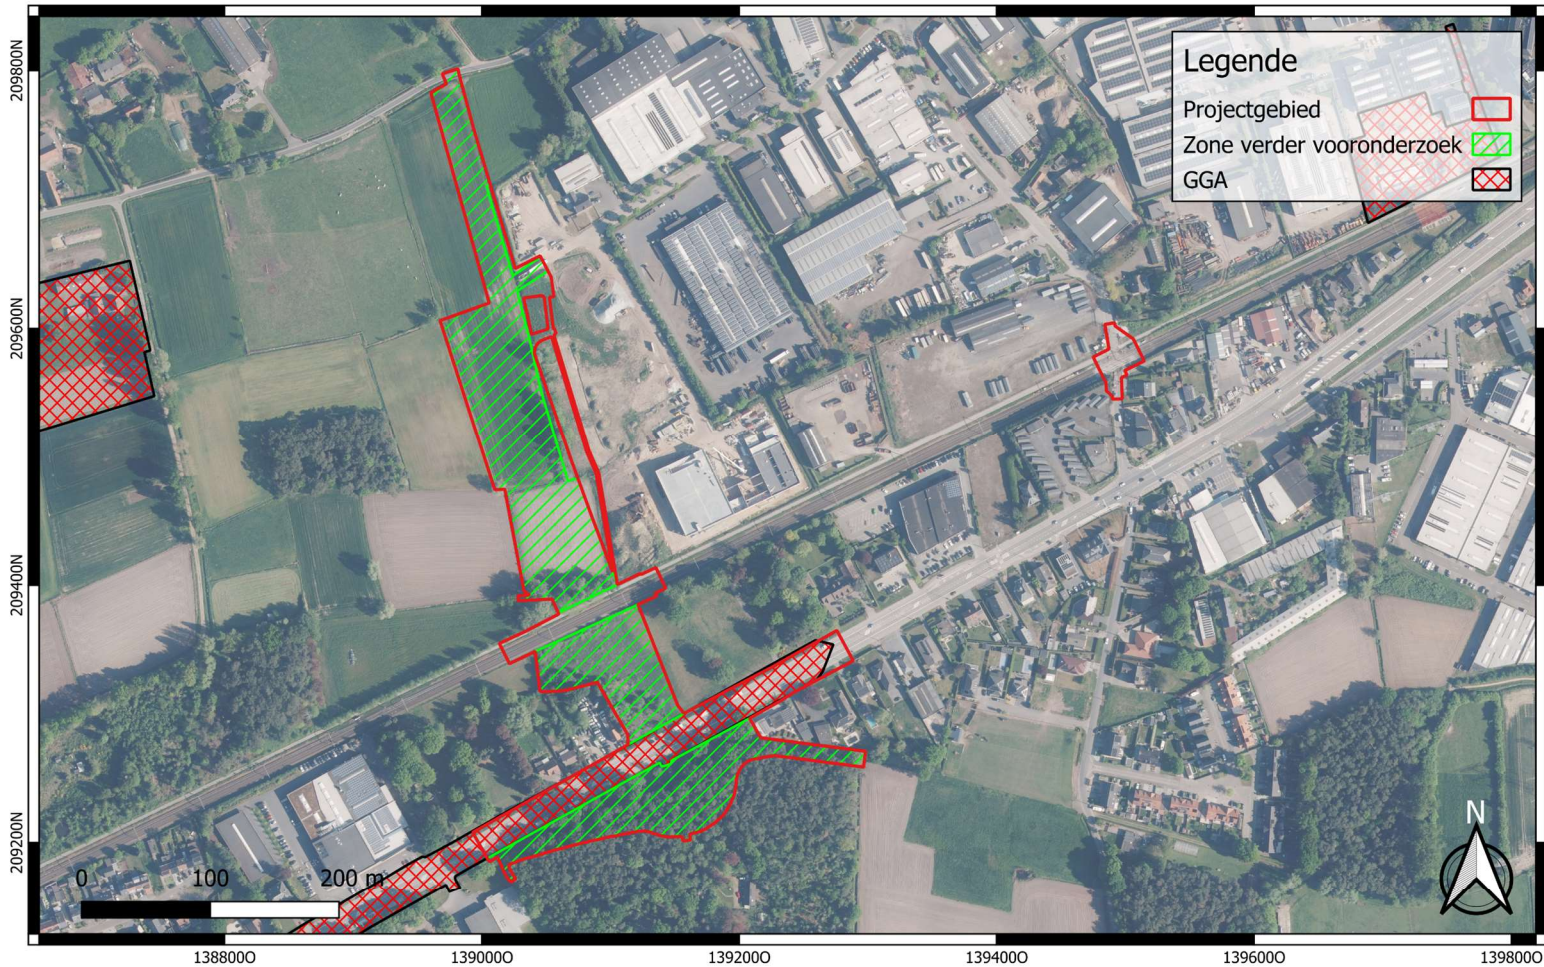 Legende
Projectgebied
Zone verder vooronderzoek
GGA
209800N
209600N
209400N
209200N
0 100 200 m
N
138800O 139000O 139200O 139400O 139600O 139800O